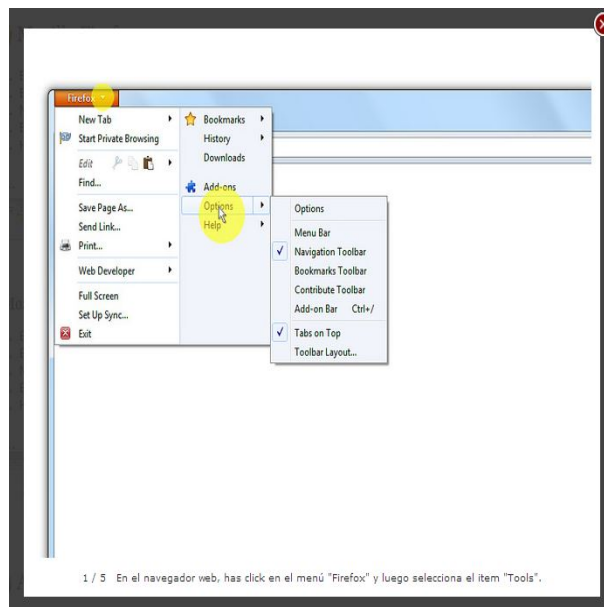 Firefox
New Tab
Start Private Browsing
Edit
Find...
Save Page As...
Send Link...
Print...
Web Developer
Full Screen
Set Up Sync...
Exit
Bookmarks
History
Downloads
Add-ons
Options
Help
Options
Menu Bar
Navigation Toolbar
Bookmarks Toolbar
Contribute Toolbar
Add-on Bar Ctrl+/
Tabs on Top
Toolbar Layout...
1 / 5 En el navegador web, has click en el menú "Firefox" y luego selecciona el item "Tools".